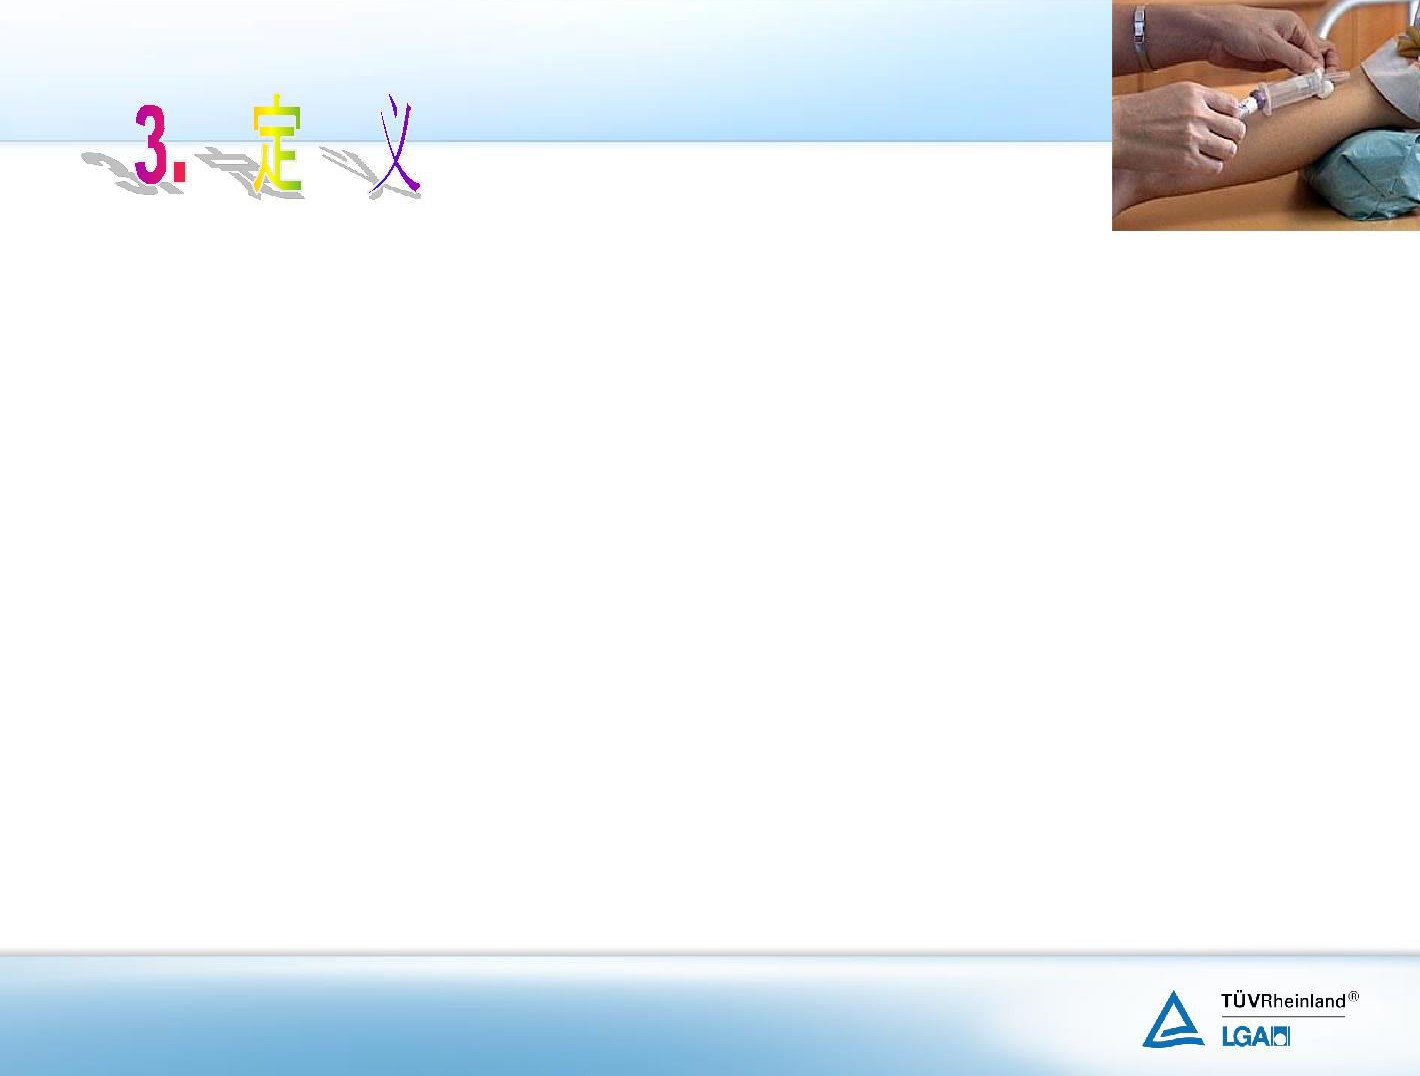 3. 定 义
TÜVRheinland®
LGA